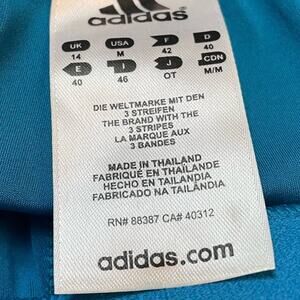 adidas
UK USA F D
14 M 42 40
E I J CDN
40 46 OT M/M
DIE WELTMARKE MIT DEN
3 STREIFEN
THE BRAND WITH THE
3 STRIPES
LA MARQUE AUX
3 BANDES
MADE IN THAILAND
FABRIQUÉ EN THAÏLANDE
HECHO EN TAILANDIA
FABRICADO NA TAILÂNDIA
RN# 88387 CA# 40312
adidas.com